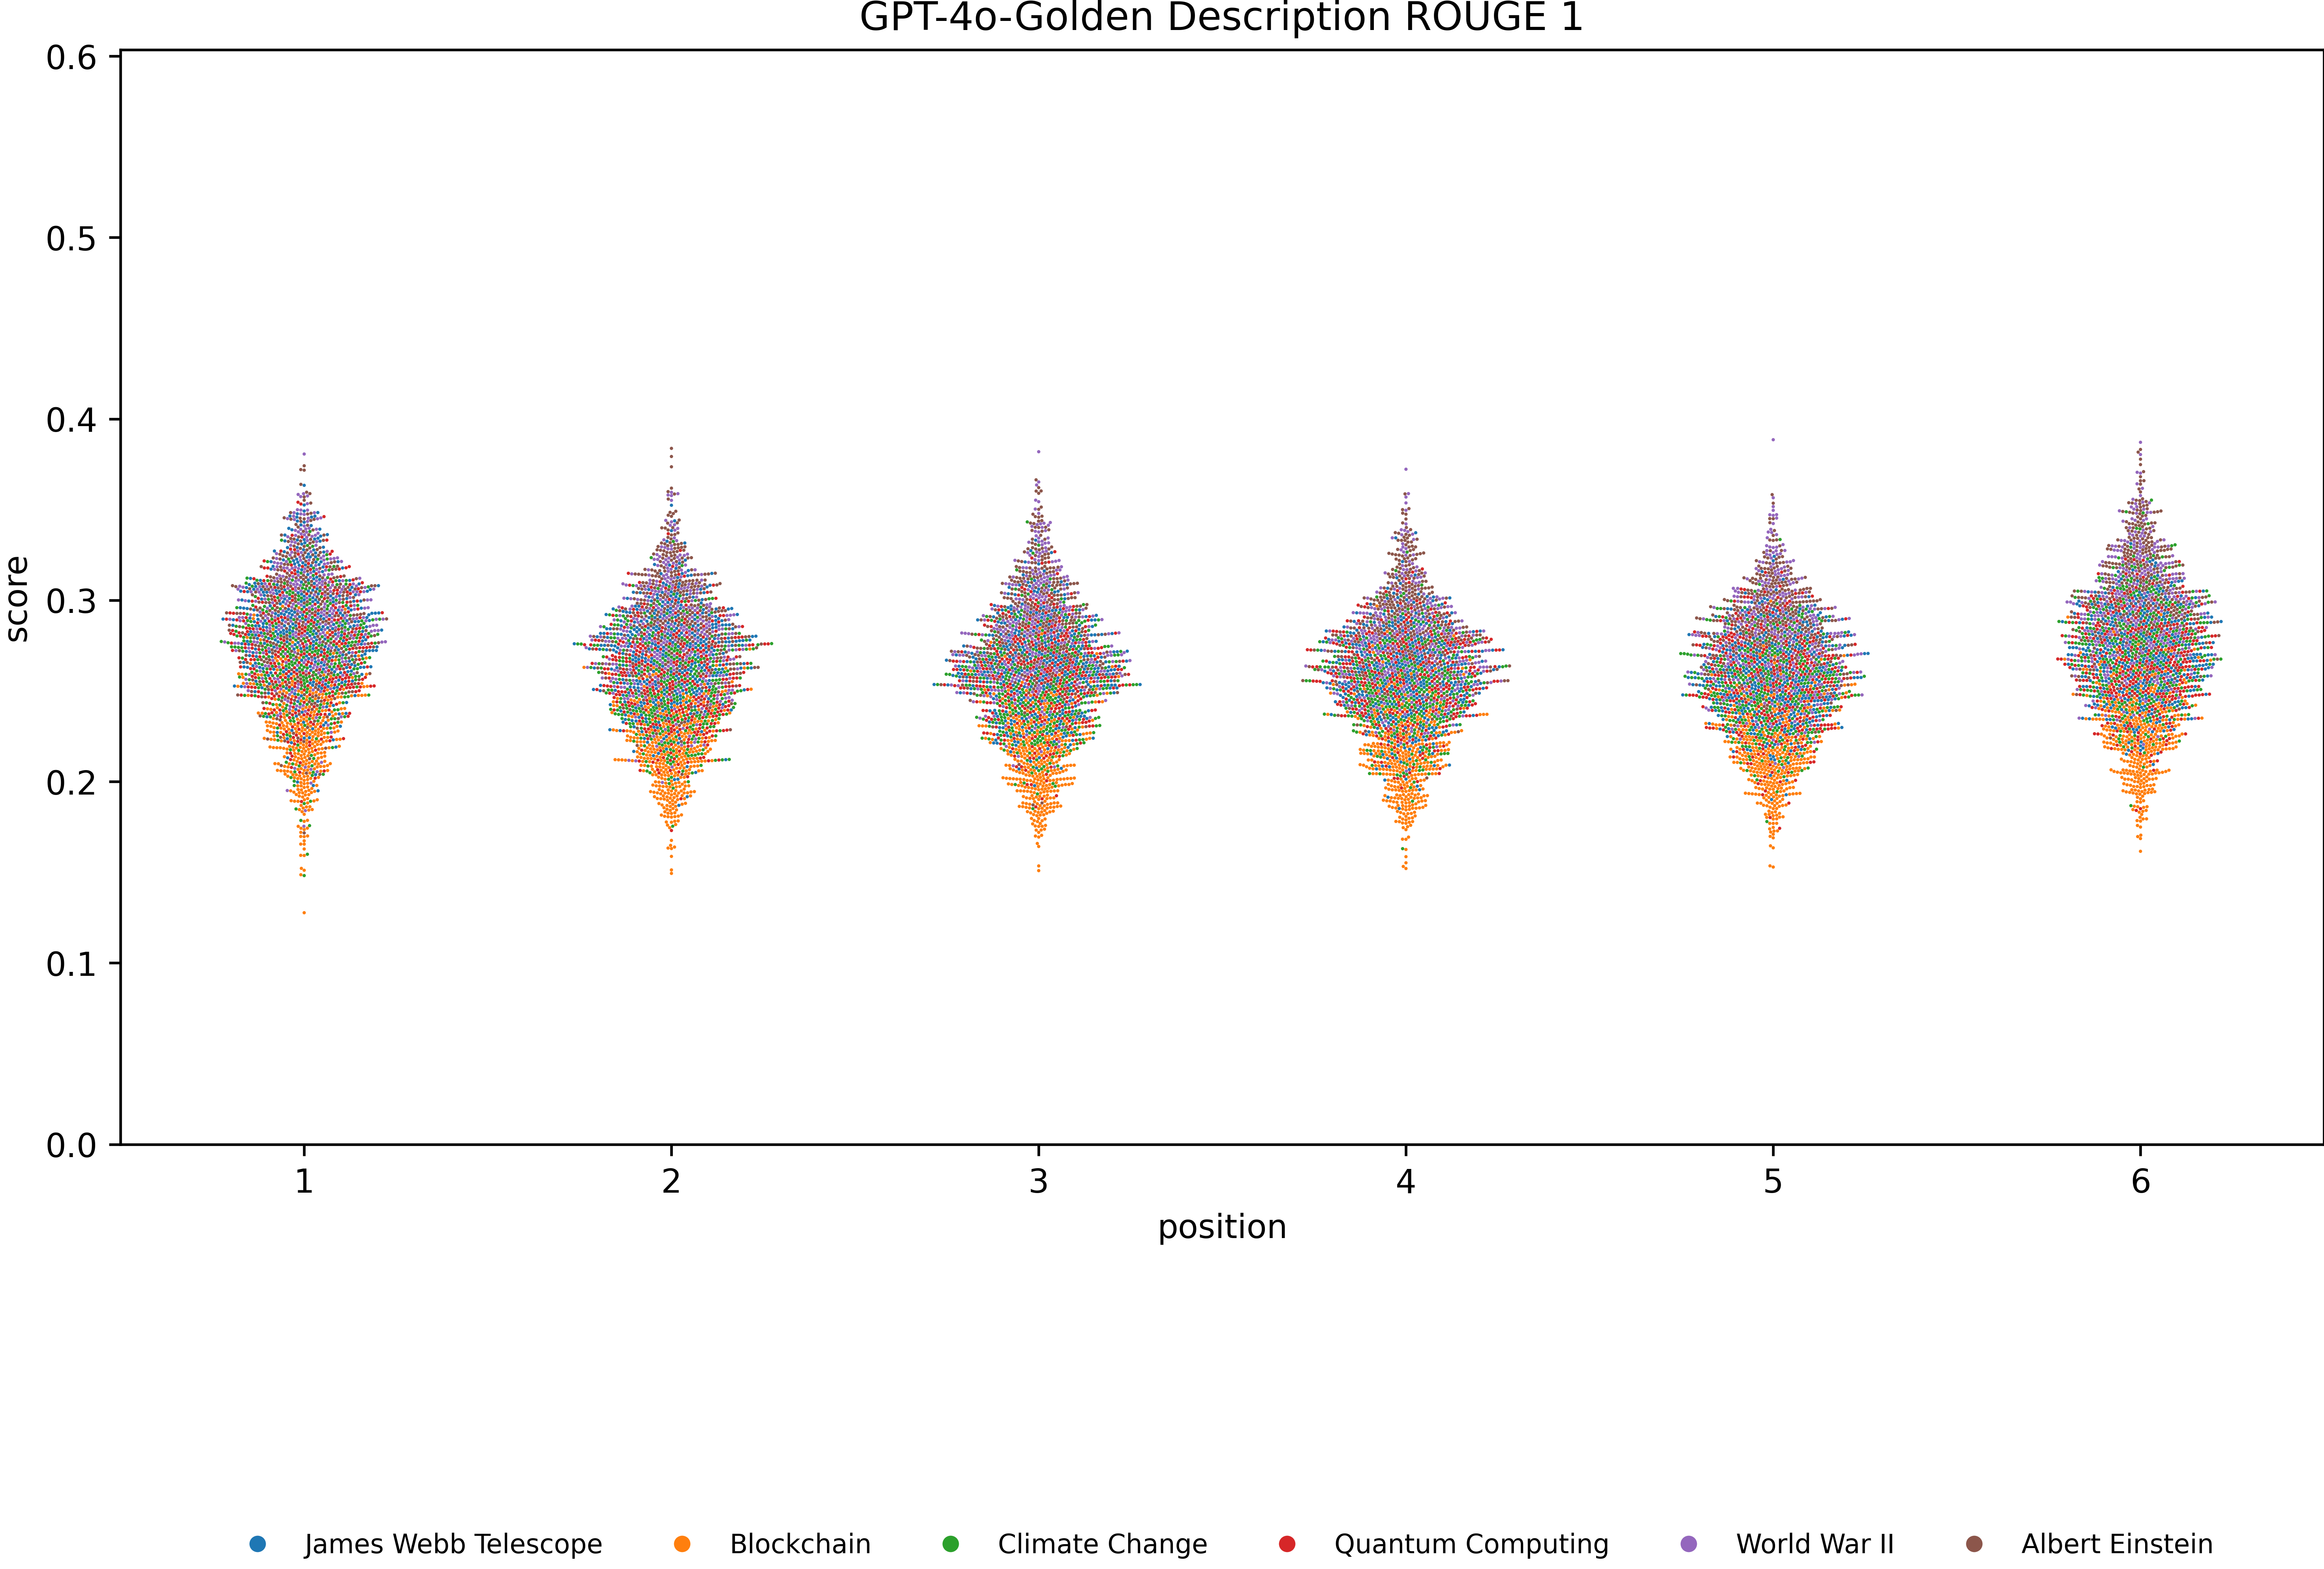 GPT-4o-Golden Description ROUGE 1
0.6
0.5
0.4
0.3
0.2
0.1
0.0
score
1 2 3 4 5 6
position
James Webb Telescope Blockchain Climate Change Quantum Computing World War II Albert Einstein